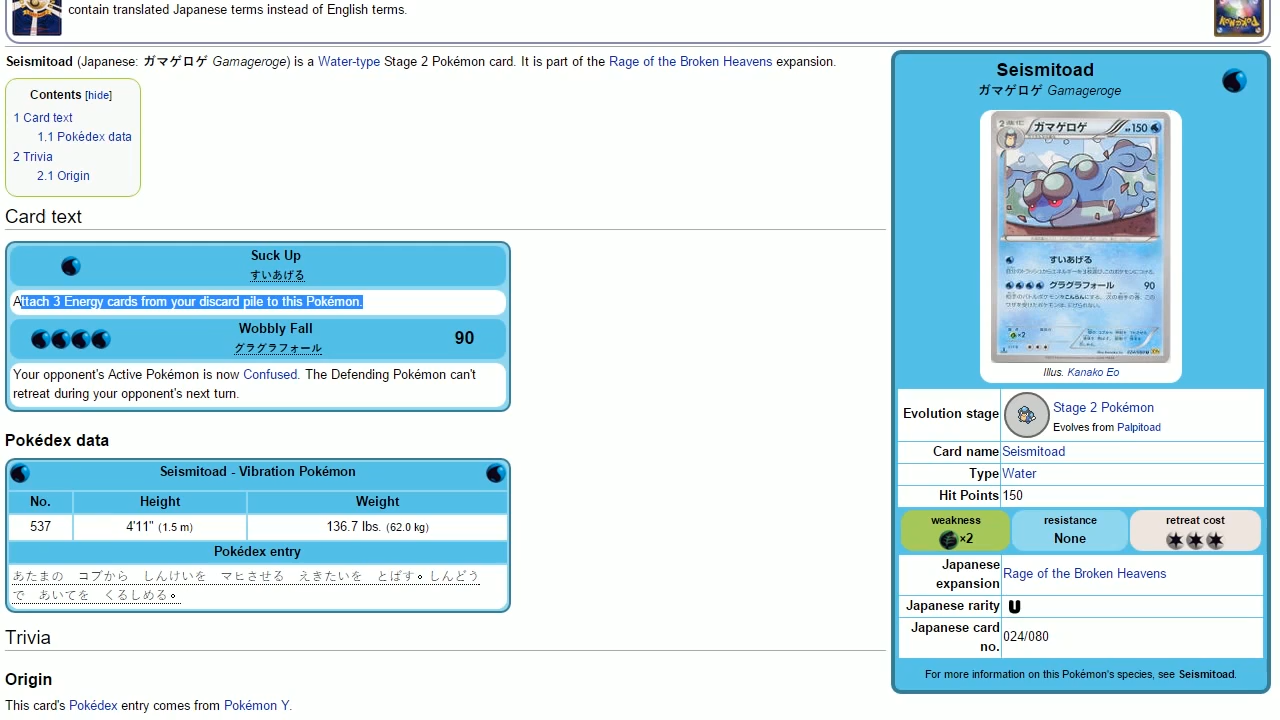 contain translated Japanese terms instead of English terms.
Seismitoad (Japanese: ガマゲロゲ Gamageroge) is a Water-type Stage 2 Pokémon card. It is part of the Rage of the Broken Heavens expansion.
Contents [hide]
1 Card text
1.1 Pokédex data
2 Trivia
2.1 Origin
Card text
Suck Up
すいあげる
Attach 3 Energy cards from your discard pile to this Pokémon.
Wobbly Fall
グラグラフォール
90
Your opponent's Active Pokémon is now Confused. The Defending Pokémon can't
retreat during your opponent's next turn.
Pokédex data
Seismitoad - Vibration Pokémon
No. Height Weight
537 4'11" (1.5 m) 136.7 lbs. (62.0 kg)
Pokédex entry
あたまの コブから しんけいを マヒさせる えきたいを とばす。しんどう
で あいてを くるしめる。
Trivia
Origin
This card's Pokédex entry comes from Pokémon Y.
Seismitoad
ガマゲロゲ Gamageroge
ガマゲロゲ
HP150
すいあげる
グラグラフォール 90
Illus. Kanako Eo
Evolution stage Stage 2 Pokémon
Evolves from Palpitoad
Card name Seismitoad
Type Water
Hit Points 150
weakness resistance retreat cost
×2 None
Japanese
expansion Rage of the Broken Heavens
Japanese rarity U
Japanese card
no. 024/080
For more information on this Pokémon's species, see Seismitoad.